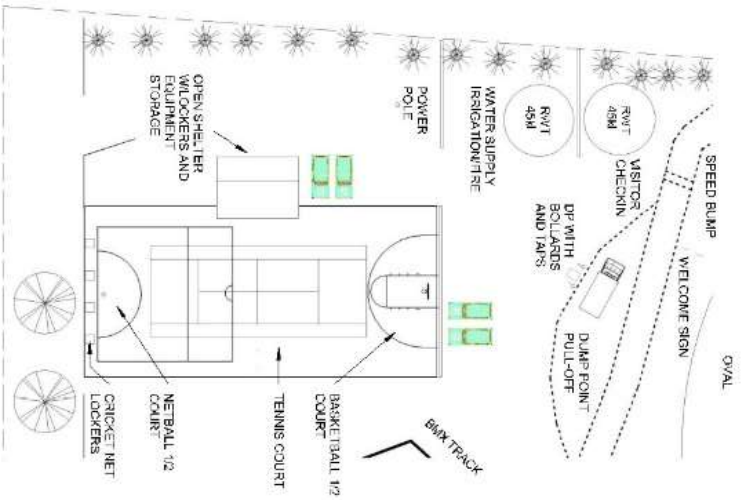 OPEN SHELTER
W/LOCKERS AND
EQUIPMENT
STORAGE
POWER
POLE
WATER SUPPLY
IRRIGATION/FIRE
RWT
45kl
RWT
45kl
VISITOR
CHECKIN
SPEED BUMP
DP WITH
BOLLARDS
AND TAPS
WELCOME SIGN
DUMP POINT
PULL-OFF
OVAL
CRICKET NET
LOCKERS
NETBALL 1/2
COURT
TENNIS COURT
BASKETBALL 1/2
COURT
BMX TRACK